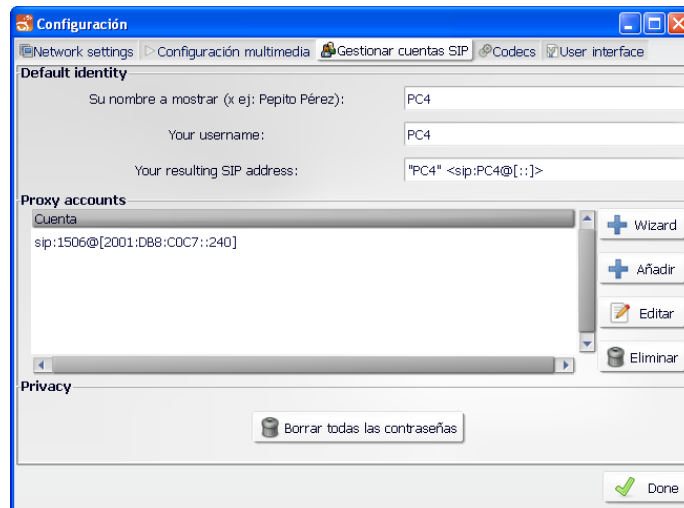 Configuración
Network settings Configuración multimedia Gestionar cuentas SIP Codecs User interface
Default identity
Su nombre a mostrar (x ej: Pepito Pérez): PC4
Your username: PC4
Your resulting SIP address: "PC4" <sip:PC4@[::]>
Proxy accounts
Cuenta
sip:1506@[2001:DB8:C0C7::240]
Wizard
Añadir
Editar
Eliminar
Privacy
Borrar todas las contraseñas
Done